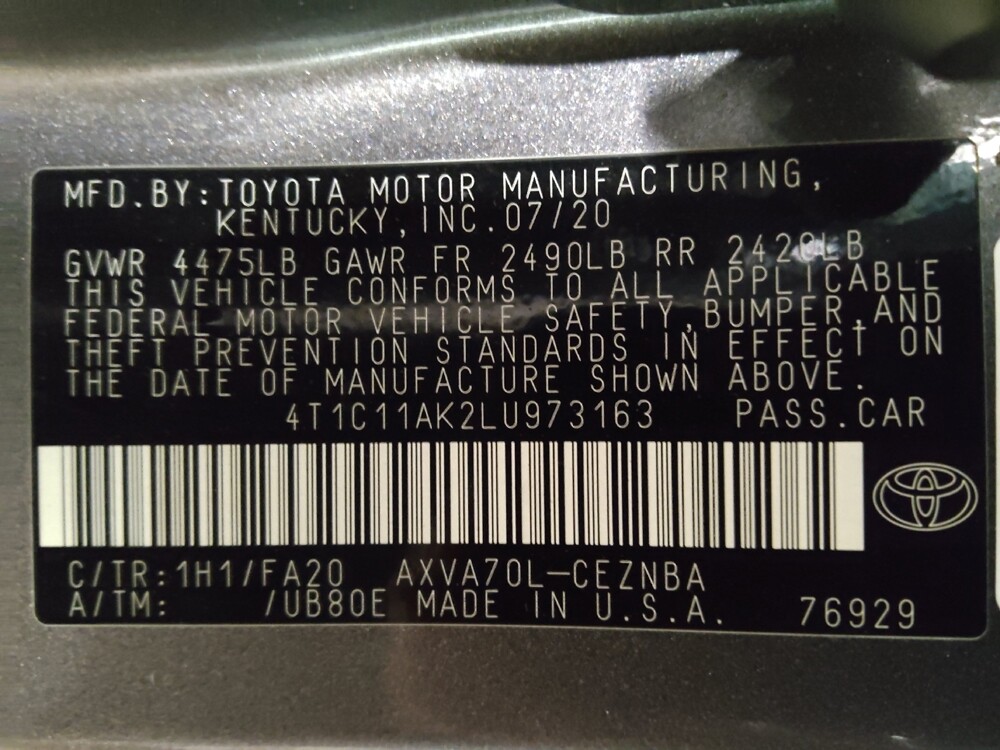 MFD.BY:TOYOTA MOTOR MANUFACTURING,
KENTUCKY, INC.07/20
GVWR 4475LB GAWR FR 2490LB RR 2420LB
THIS VEHICLE CONFORMS TO ALL APPLICABLE
FEDERAL MOTOR VEHICLE SAFETY,BUMPER,AND
THEFT PREVENTION STANDARDS IN EFFECT ON
THE DATE OF MANUFACTURE SHOWN ABOVE.
4T1C11AK2LU973163 PASS.CAR
C/TR:1H1/FA20 AXVA70L-CEZNBA
A/TM: /UB80E MADE IN U.S.A. 76929